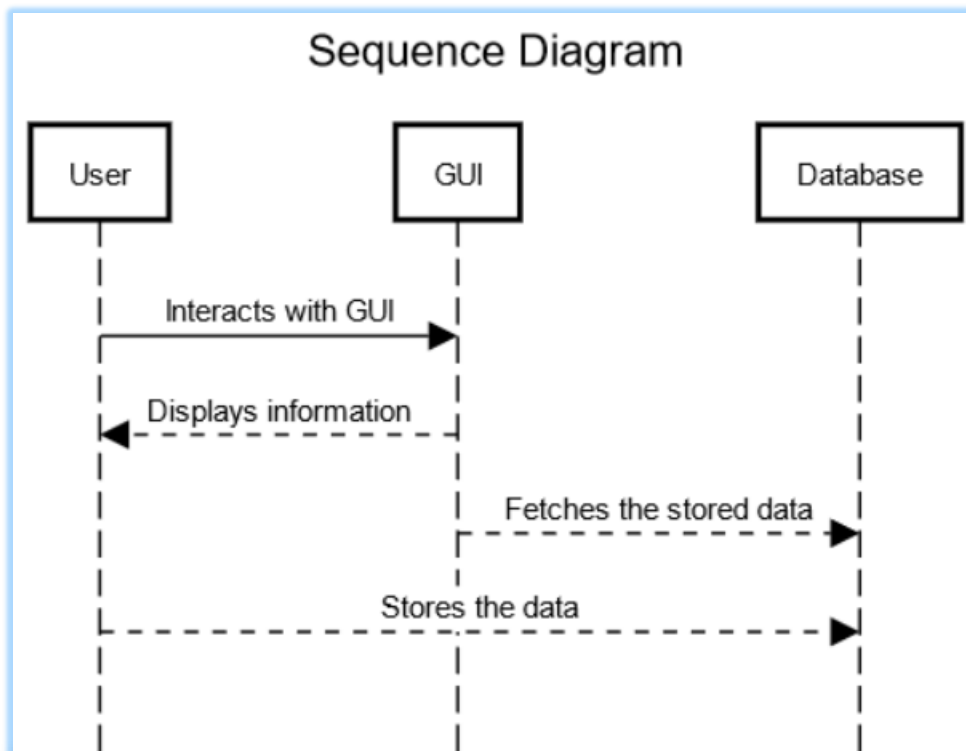 Sequence Diagram
User
GUI
Database
Interacts with GUI
Displays information
Fetches the stored data
Stores the data